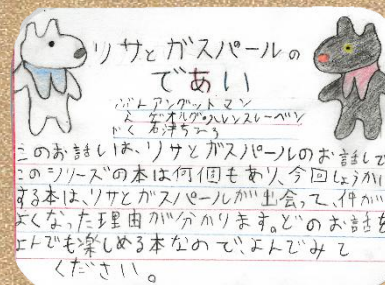 リサとガスパールの
であい
ぶん アングットマン
え ゲオルグ・ハレンスレーベン
やく 石津ちひろ
このお話しは、リサとガスパールのお話しで
このシリーズの本は何個もあり、今回しょうかい
する本は、リサとガスパールが出会って、仲が
よくなった理由が分かります。どのお話を
よんでも楽しめる本なので、よんでみて
ください。